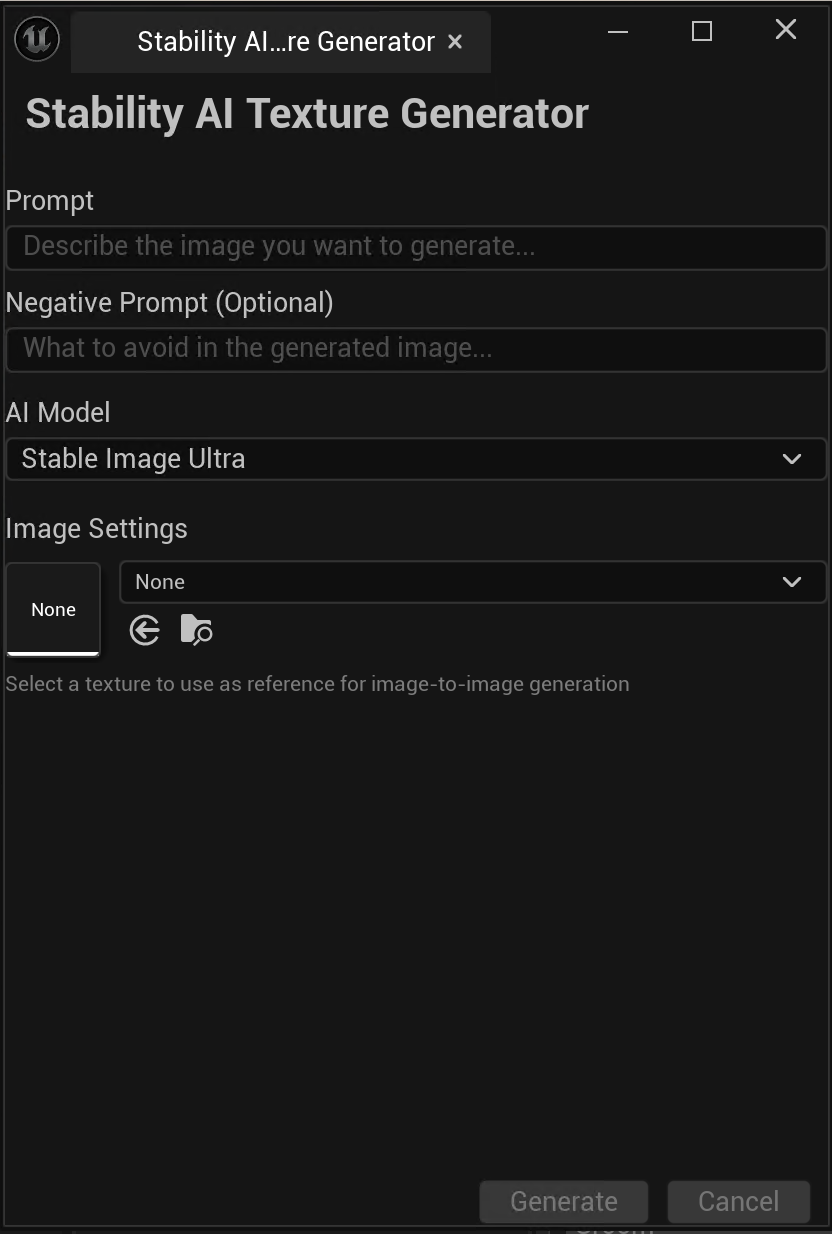 Stability AI...re Generator
Stability AI Texture Generator
Prompt
Describe the image you want to generate...
Negative Prompt (Optional)
What to avoid in the generated image...
AI Model
Stable Image Ultra
Image Settings
None
None
Select a texture to use as reference for image-to-image generation
Generate
Cancel